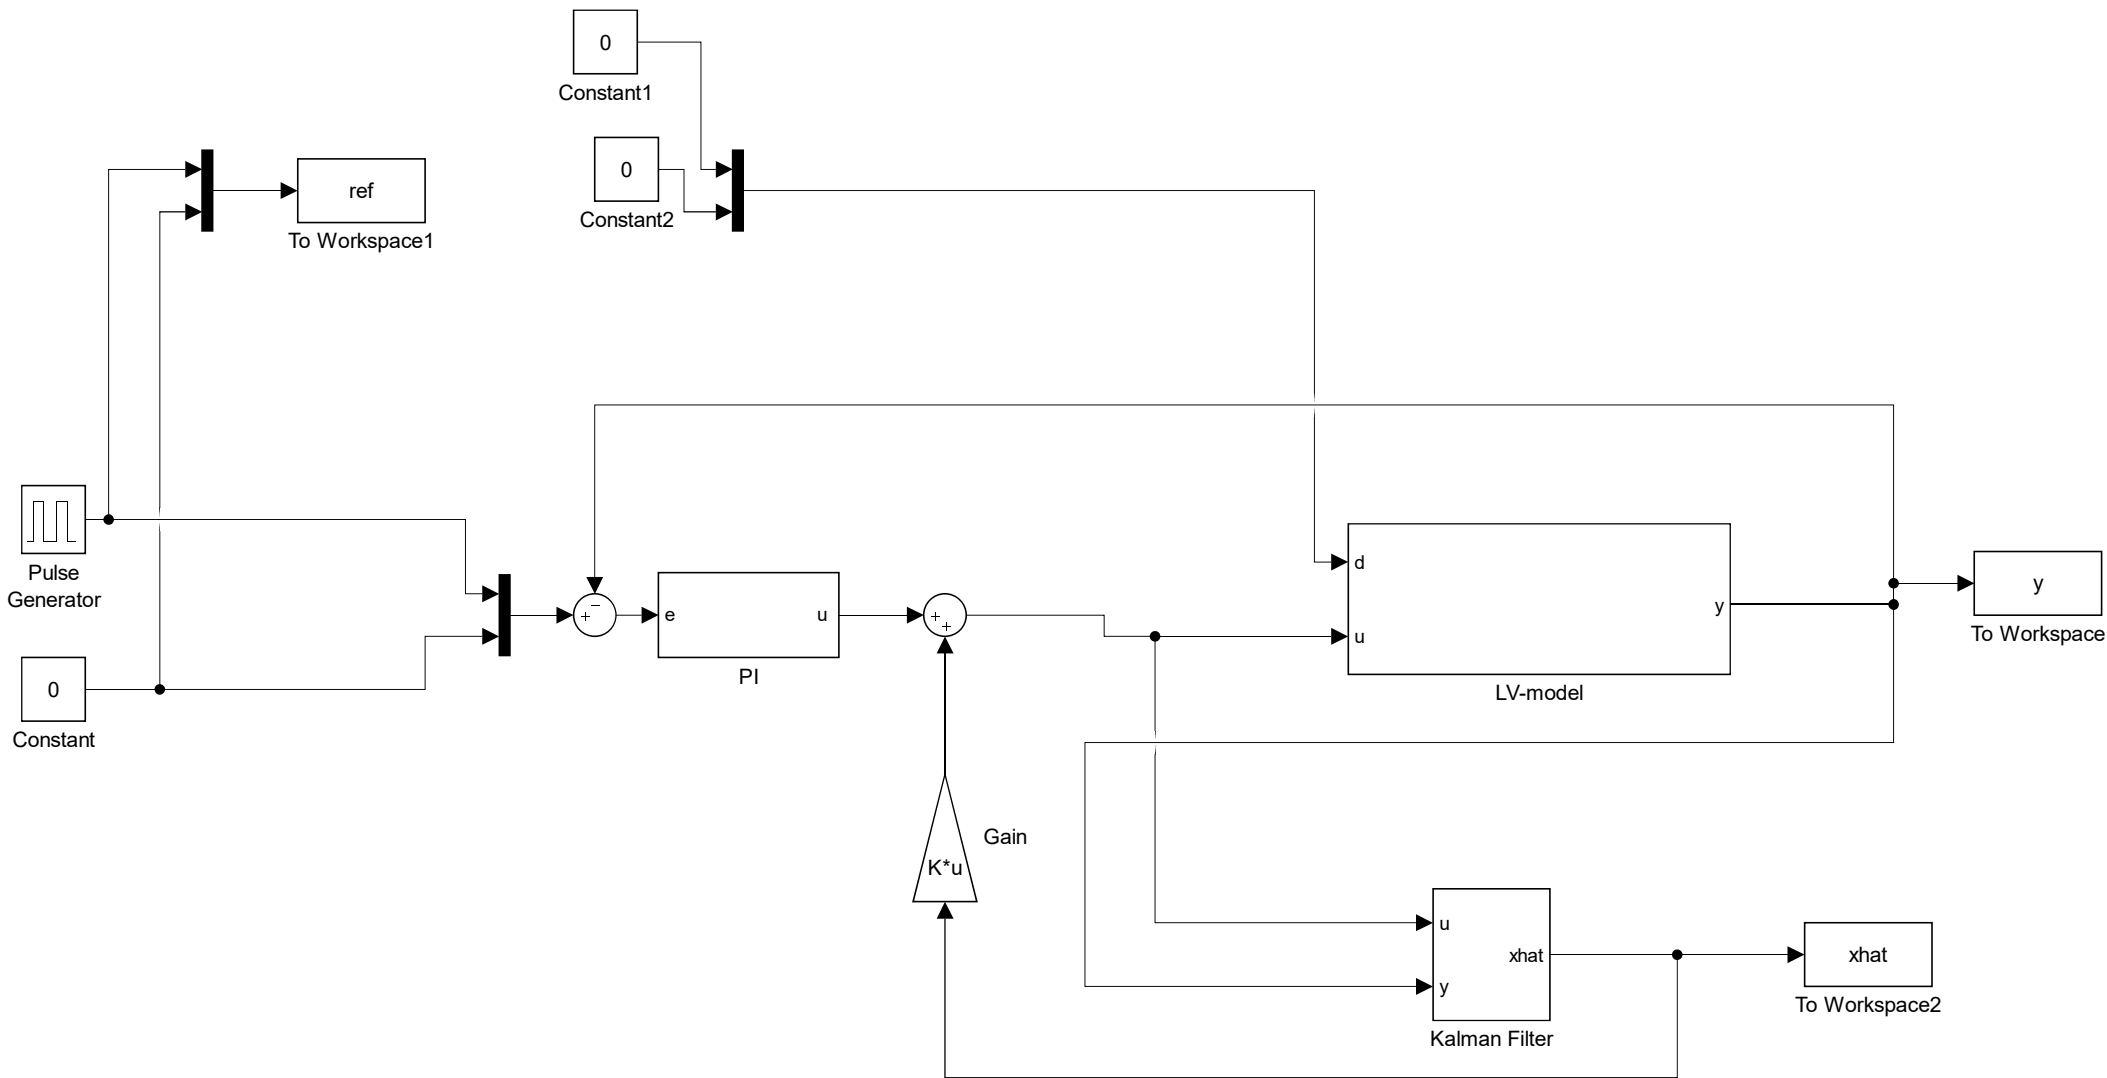 0
Constant1
0
Constant2
ref
To Workspace1
Pulse
Generator
0
Constant
−
+
e
u
PI
+
+
d
u
y
LV-model
y
To Workspace
Gain
K*u
u
y
xhat
Kalman Filter
xhat
To Workspace2